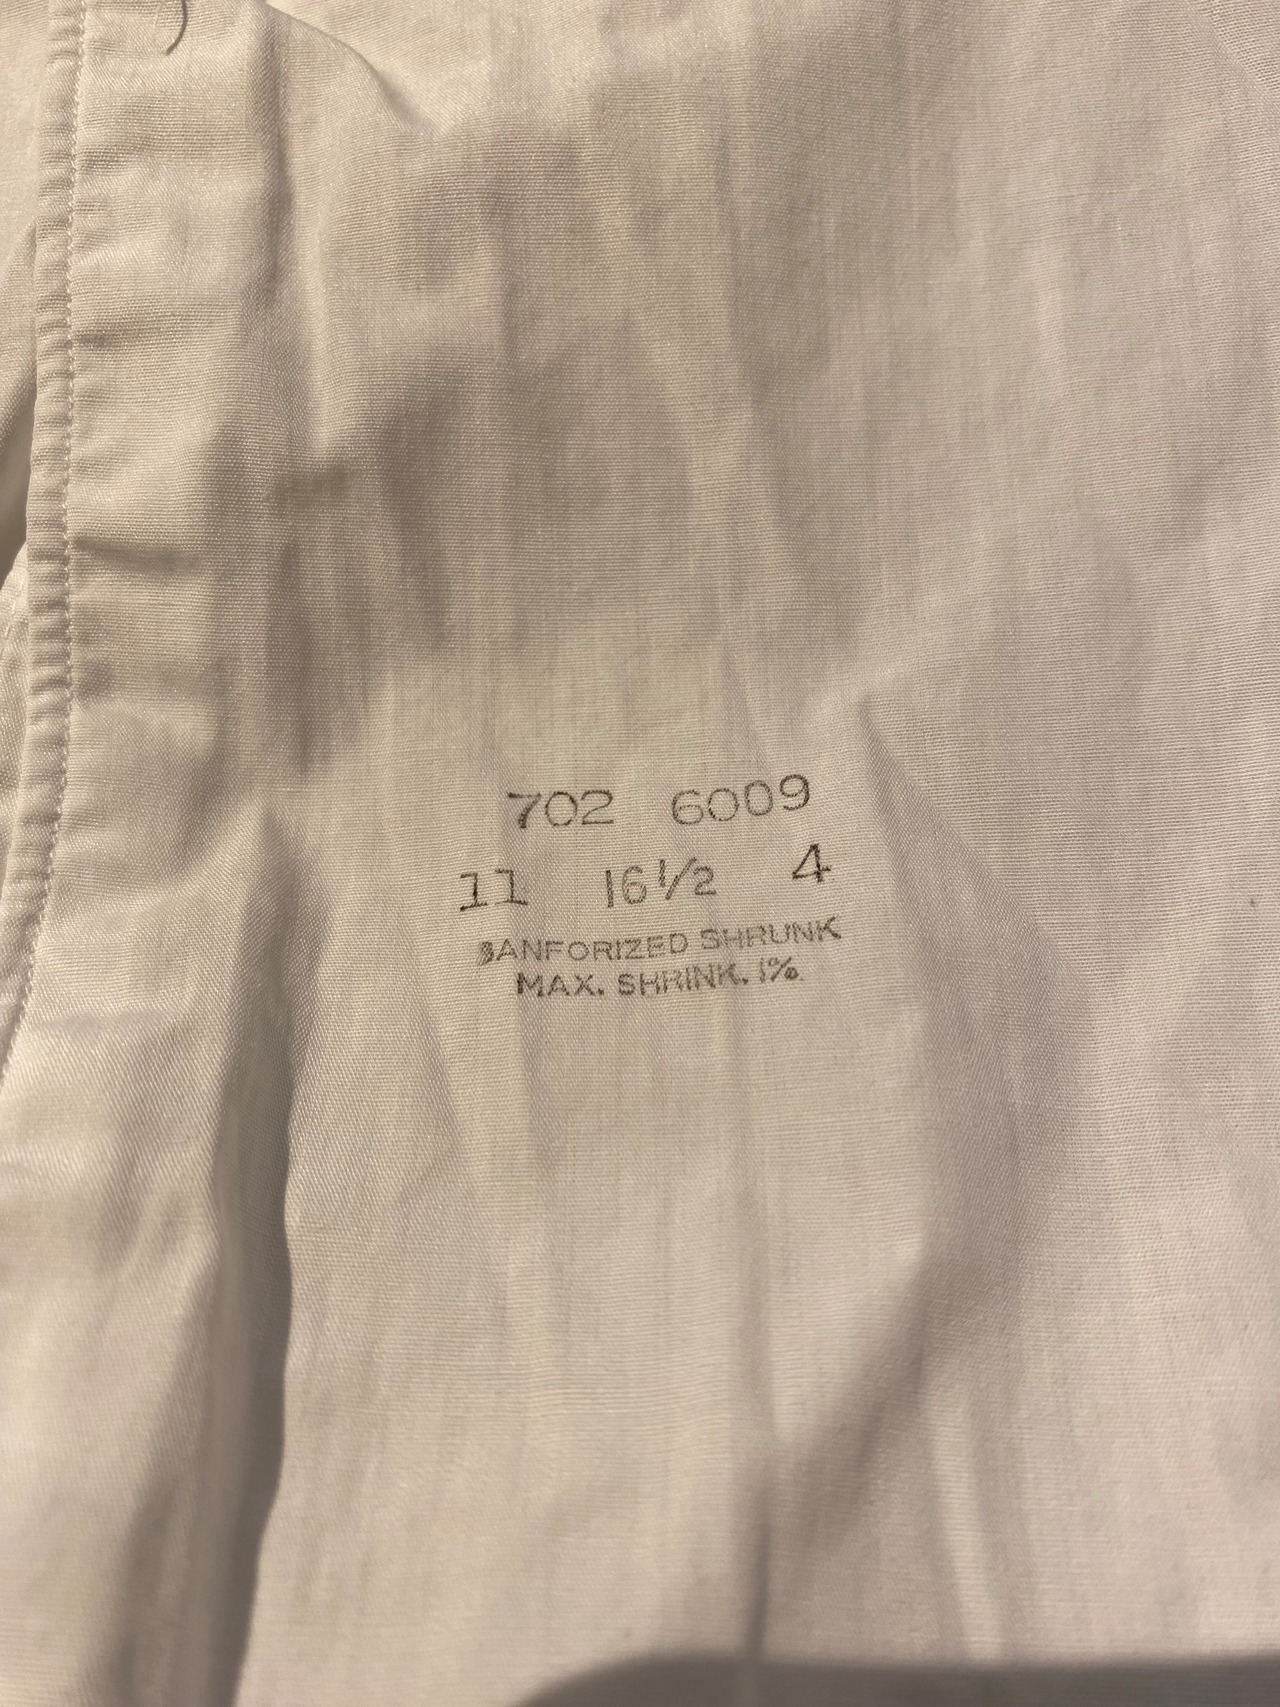 702 6009
11 16½ 4
SANFORIZED SHRUNK
MAX. SHRINK. 1%